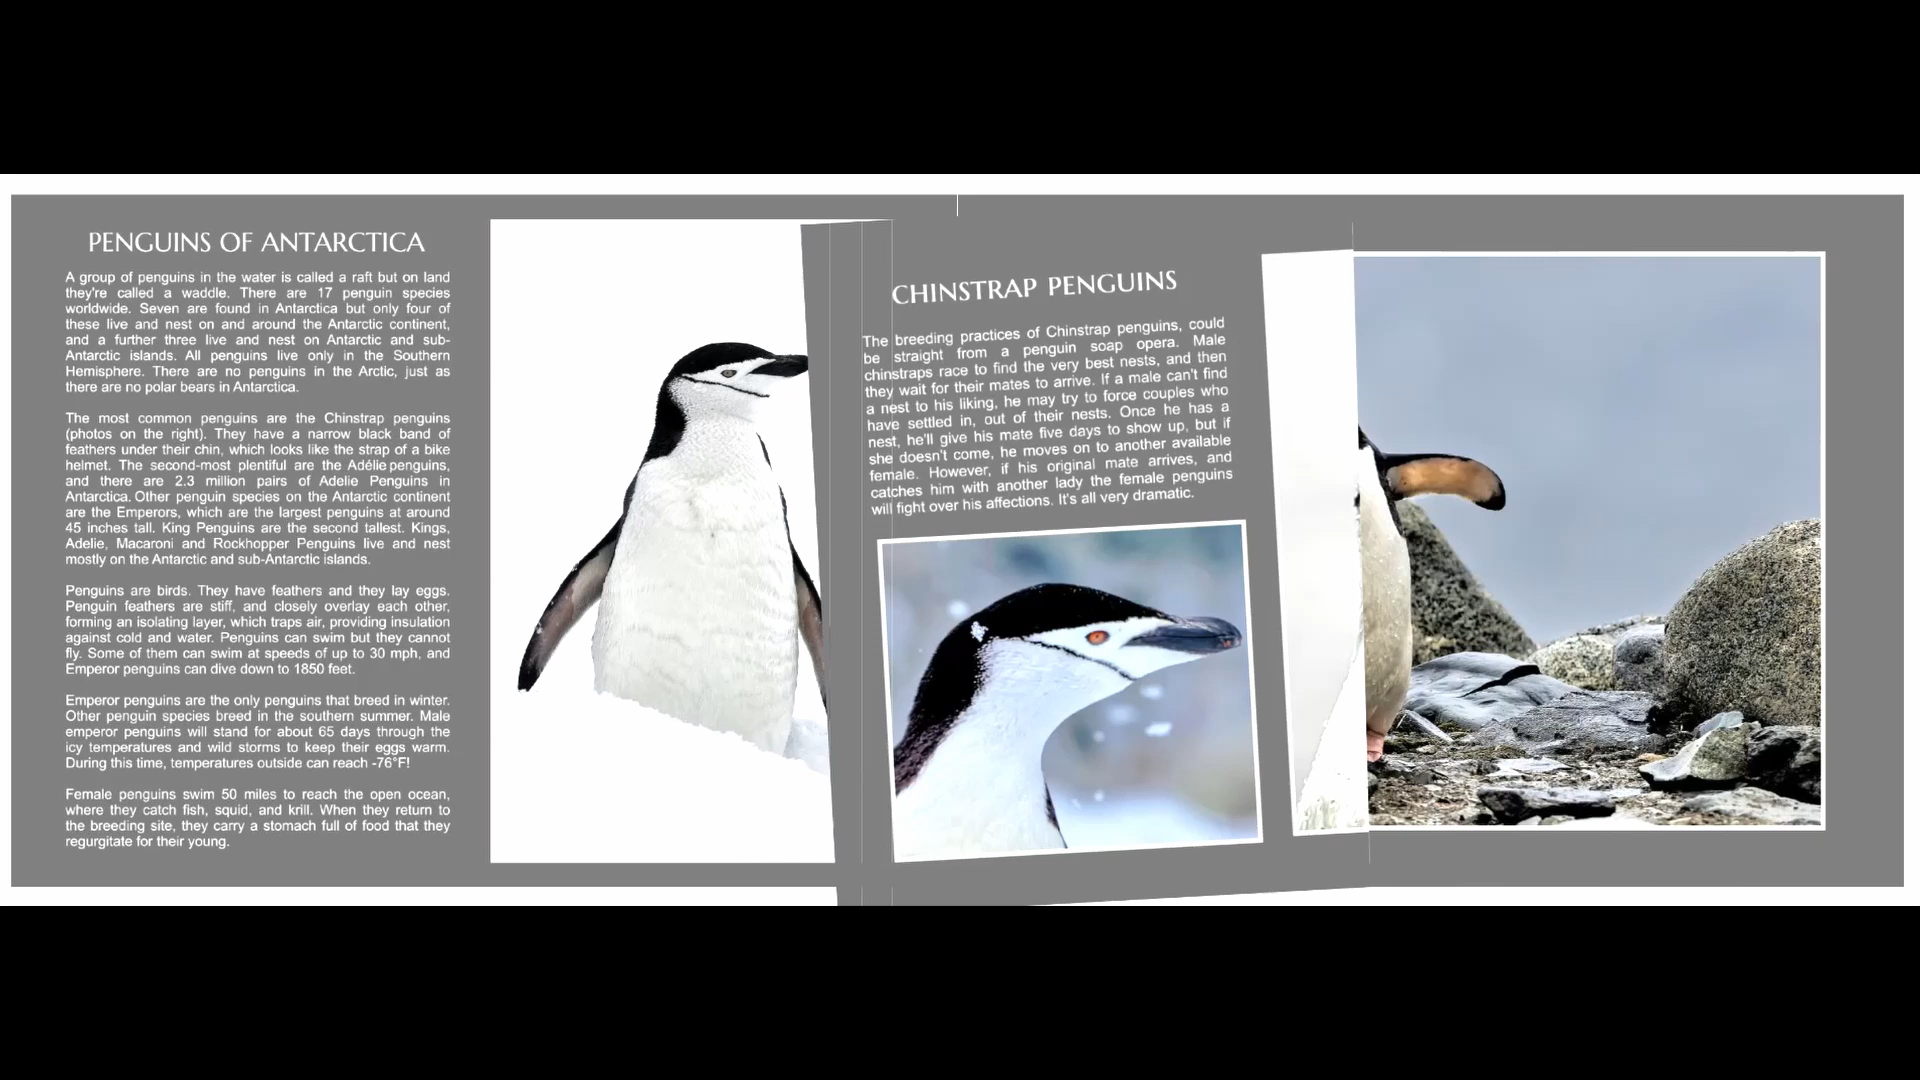 PENGUINS OF ANTARCTICA
A group of penguins in the water is called a raft but on land
they're called a waddle. There are 17 penguin species
worldwide. Seven are found in Antarctica but only four of
these live and nest on and around the Antarctic continent,
and a further three live and nest on Antarctic and sub-
Antarctic islands. All penguins live only in the Southern
Hemisphere. There are no penguins in the Arctic, just as
there are no polar bears in Antarctica.
The most common penguins are the Chinstrap penguins
(photos on the right). They have a narrow black band of
feathers under their chin, which looks like the strap of a bike
helmet. The second-most plentiful are the Adélie penguins,
and there are 2.3 million pairs of Adelie Penguins in
Antarctica. Other penguin species on the Antarctic continent
are the Emperors, which are the largest penguins at around
45 inches tall. King Penguins are the second tallest. Kings,
Adelie, Macaroni and Rockhopper Penguins live and nest
mostly on the Antarctic and sub-Antarctic islands.
Penguins are birds. They have feathers and they lay eggs.
Penguin feathers are stiff, and closely overlay each other,
forming an isolating layer, which traps air, providing insulation
against cold and water. Penguins can swim but they cannot
fly. Some of them can swim at speeds of up to 30 mph, and
Emperor penguins can dive down to 1850 feet.
Emperor penguins are the only penguins that breed in winter.
Other penguin species breed in the southern summer. Male
emperor penguins will stand for about 65 days through the
icy temperatures and wild storms to keep their eggs warm.
During this time, temperatures outside can reach -76°F!
Female penguins swim 50 miles to reach the open ocean,
where they catch fish, squid, and krill. When they return to
the breeding site, they carry a stomach full of food that they
regurgitate for their young.
CHINSTRAP PENGUINS
The breeding practices of Chinstrap penguins, could
be straight from a penguin soap opera. Male
chinstraps race to find the very best nests, and then
they wait for their mates to arrive. If a male can't find
a nest to his liking, he may try to force couples who
have settled in, out of their nests. Once he has a
nest, he'll give his mate five days to show up, but if
she doesn't come, he moves on to another available
female. However, if his original mate arrives, and
catches him with another lady the female penguins
will fight over his affections. It's all very dramatic.